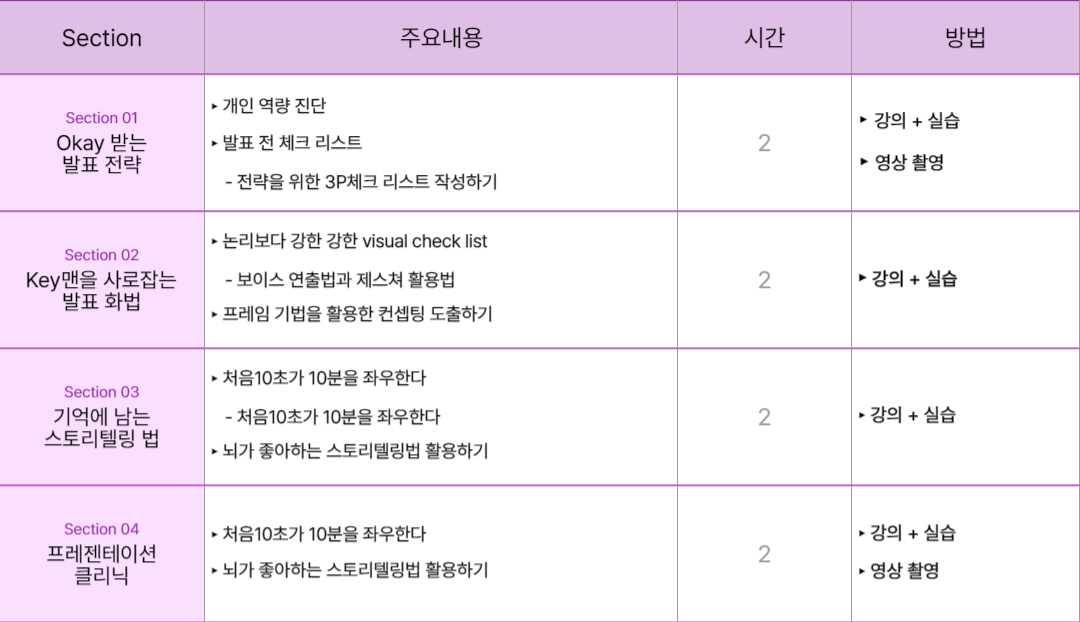 Section 주요내용 시간 방법
Section 01
Okay 받는
발표 전략
▸ 개인 역량 진단
▸ 발표 전 체크 리스트
- 전략을 위한 3P체크 리스트 작성하기
2
▸ 강의 + 실습
▸ 영상 촬영
Section 02
Key맨을 사로잡는
발표 화법
▸ 논리보다 강한 강한 visual check list
- 보이스 연출법과 제스쳐 활용법
▸ 프레임 기법을 활용한 컨셉팅 도출하기
2
▸ 강의 + 실습
Section 03
기억에 남는
스토리텔링 법
▸ 처음10초가 10분을 좌우한다
- 처음10초가 10분을 좌우한다
▸ 뇌가 좋아하는 스토리텔링법 활용하기
2
▸ 강의 + 실습
Section 04
프레젠테이션
클리닉
▸ 처음10초가 10분을 좌우한다
▸ 뇌가 좋아하는 스토리텔링법 활용하기
2
▸ 강의 + 실습
▸ 영상 촬영